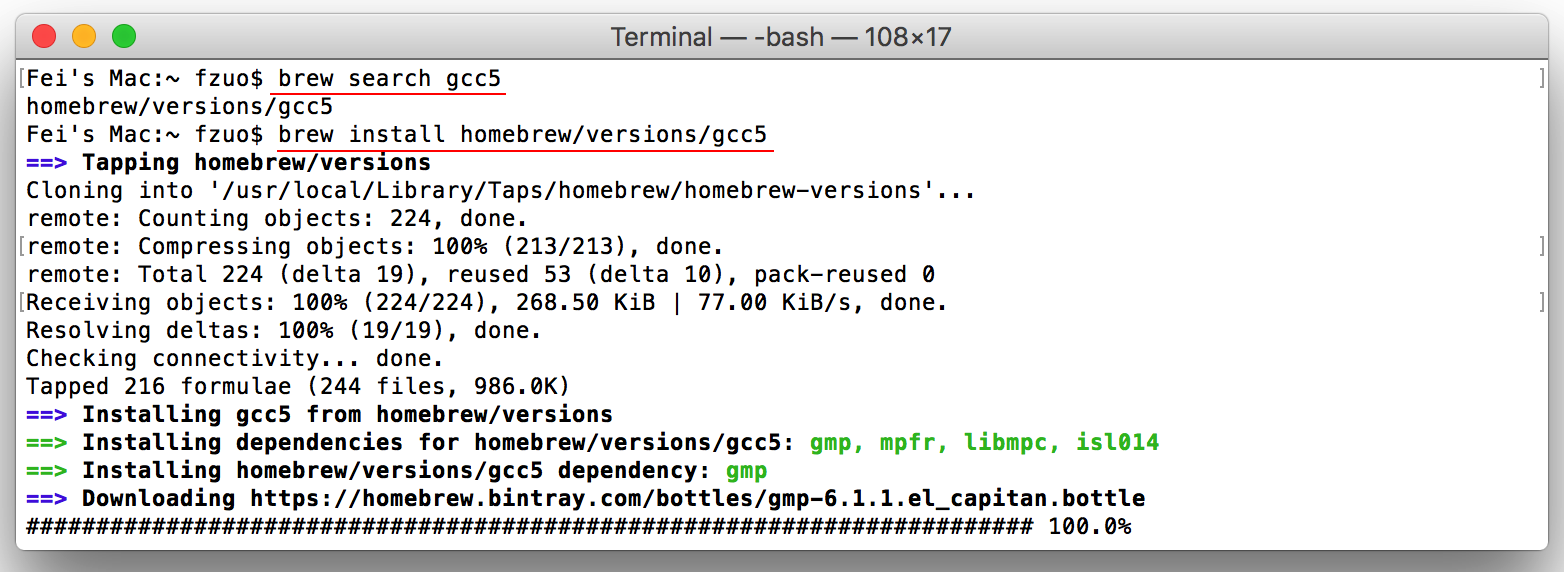 Terminal — -bash — 108×17
[Fei's Mac:~ fzuo$ brew search gcc5 ]
homebrew/versions/gcc5
Fei's Mac:~ fzuo$ brew install homebrew/versions/gcc5
==> Tapping homebrew/versions
Cloning into '/usr/local/Library/Taps/homebrew/homebrew-versions'...
remote: Counting objects: 224, done.
[remote: Compressing objects: 100% (213/213), done. ]
remote: Total 224 (delta 19), reused 53 (delta 10), pack-reused 0
[Receiving objects: 100% (224/224), 268.50 KiB | 77.00 KiB/s, done. ]
Resolving deltas: 100% (19/19), done.
Checking connectivity... done.
Tapped 216 formulae (244 files, 986.0K)
==> Installing gcc5 from homebrew/versions
==> Installing dependencies for homebrew/versions/gcc5: gmp, mpfr, libmpc, isl014
==> Installing homebrew/versions/gcc5 dependency: gmp
==> Downloading https://homebrew.bintray.com/bottles/gmp-6.1.1.el_capitan.bottle
######################################################################## 100.0%